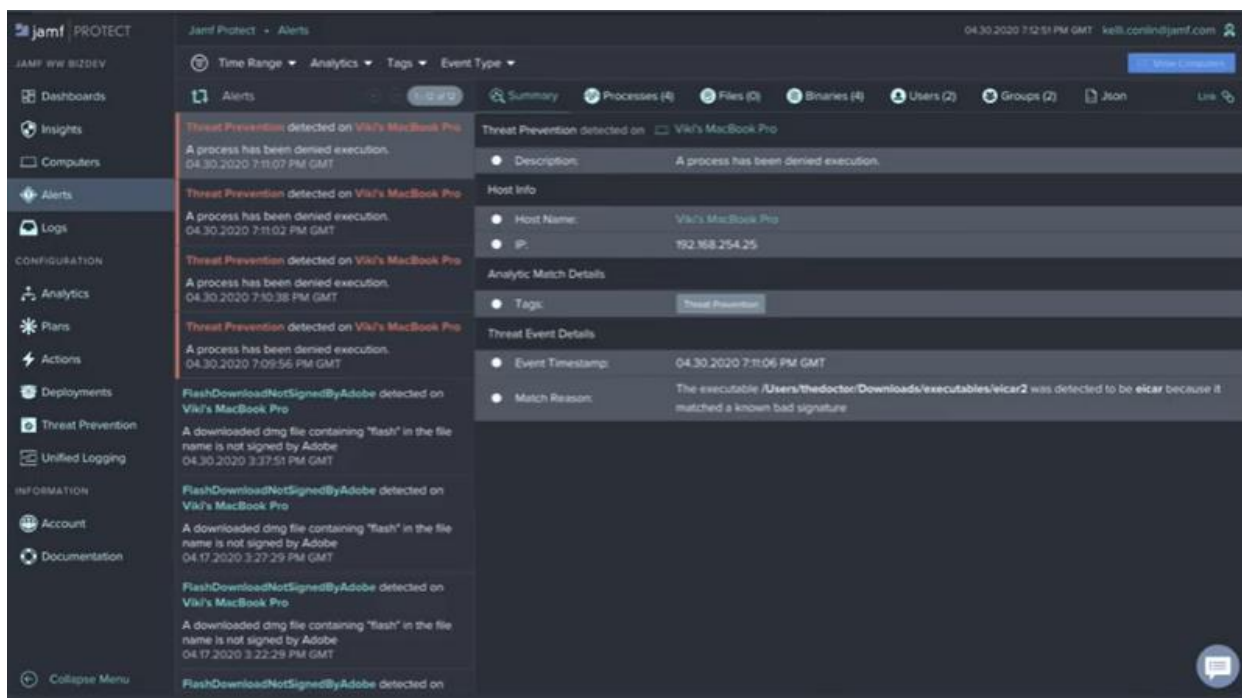 jamf PROTECT
Jamf Protect • Alerts
04.30.2020 7:12:51 PM GMT kelli.conlin@jamf.com
JAMF WW BIZDEV
Dashboards
Insights
Computers
Alerts
Logs
CONFIGURATION
Analytics
Plans
Actions
Deployments
Threat Prevention
Unified Logging
INFORMATION
Account
Documentation
Collapse Menu
Time Range Analytics Tags Event Type
View Computers
Alerts
Threat Prevention detected on Viki's MacBook Pro
A process has been denied execution.
04.30.2020 7:11:07 PM GMT
Threat Prevention detected on Viki's MacBook Pro
A process has been denied execution.
04.30.2020 7:11:02 PM GMT
Threat Prevention detected on Viki's MacBook Pro
A process has been denied execution.
04.30.2020 7:10:38 PM GMT
Threat Prevention detected on Viki's MacBook Pro
A process has been denied execution.
04.30.2020 7:09:56 PM GMT
FlashDownloadNotSignedByAdobe detected on
Viki's MacBook Pro
A downloaded dmg file containing "flash" in the file
name is not signed by Adobe
04.30.2020 3:37:51 PM GMT
FlashDownloadNotSignedByAdobe detected on
Viki's MacBook Pro
A downloaded dmg file containing "flash" in the file
name is not signed by Adobe
04.17.2020 3:27:29 PM GMT
FlashDownloadNotSignedByAdobe detected on
Viki's MacBook Pro
A downloaded dmg file containing "flash" in the file
name is not signed by Adobe
04.17.2020 3:22:29 PM GMT
FlashDownloadNotSignedByAdobe detected on
Summary Processes (4) Files (0) Binaries (4) Users (2) Groups (2) Json Link
Threat Prevention detected on Viki's MacBook Pro
Description: A process has been denied execution.
Host Info
Host Name: Viki's MacBook Pro
IP: 192.168.254.25
Analytic Match Details
Tags: Threat Prevention
Threat Event Details
Event Timestamp: 04.30.2020 7:11:06 PM GMT
Match Reason: The executable /Users/thedoctor/Downloads/executables/eicar2 was detected to be eicar because it
matched a known bad signature